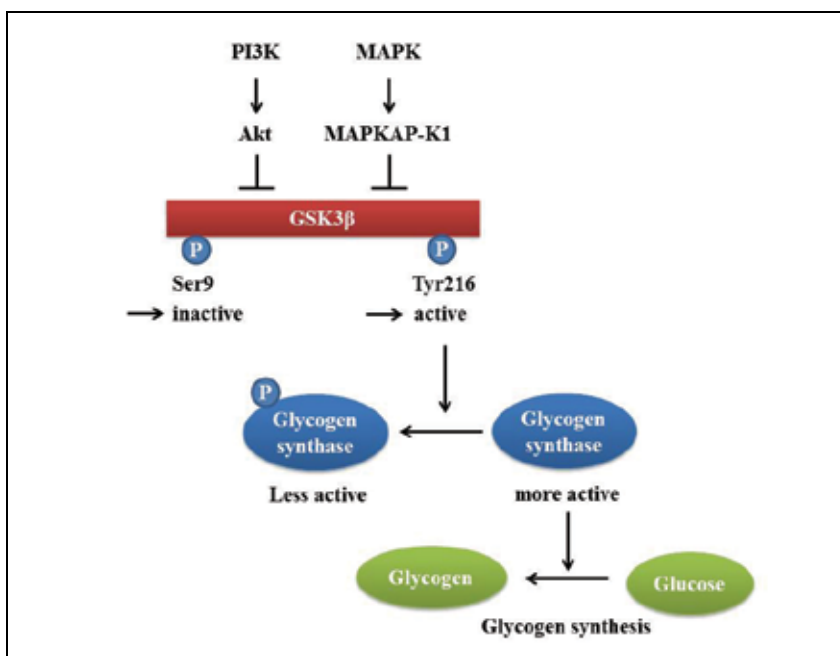 PI3K MAPK
Akt MAPKAP-K1
GSK3β
P P
Ser9 Tyr216
inactive active
P
Glycogen synthase Glycogen synthase
Less active more active
Glycogen Glucose
Glycogen synthesis